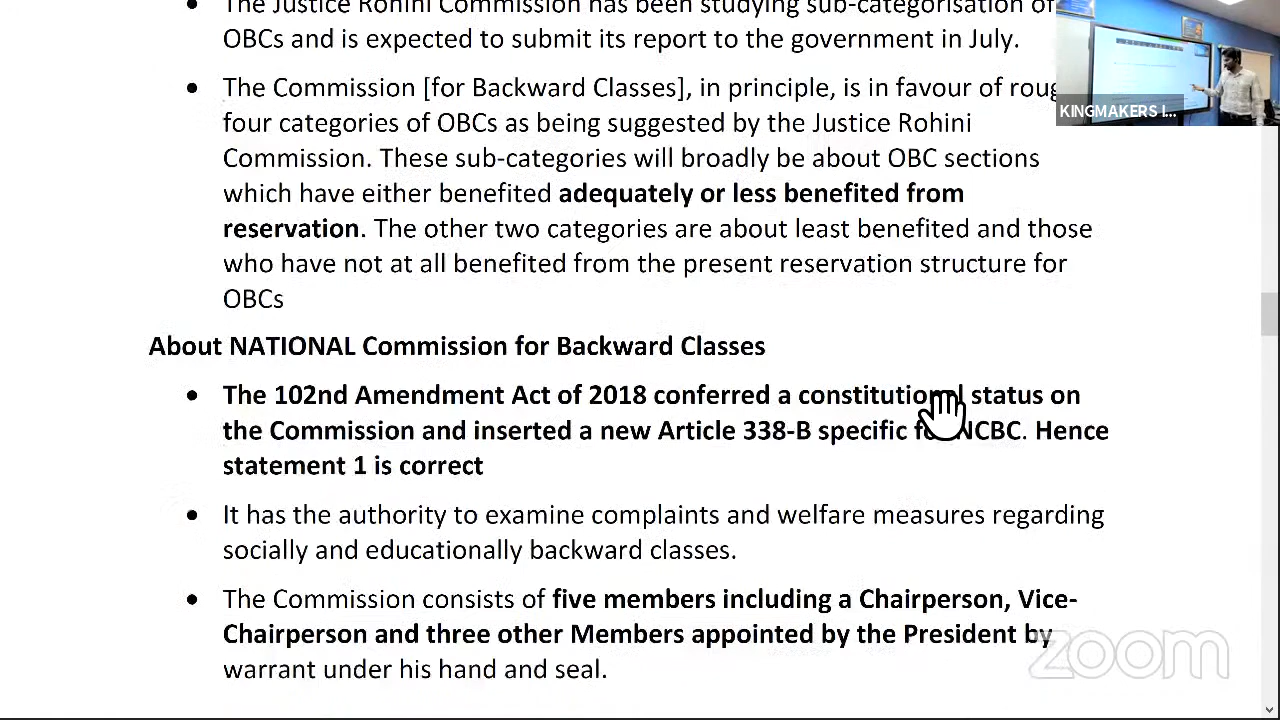 The Justice Rohini Commission has been studying sub-categorisation of
OBCs and is expected to submit its report to the government in July.
The Commission [for Backward Classes], in principle, is in favour of
four categories of OBCs as being suggested by the Justice Rohini
Commission. These sub-categories will broadly be about OBC sections
which have either benefited adequately or less benefited from
reservation. The other two categories are about least benefited and those
who have not at all benefited from the present reservation structure for
OBCs
About NATIONAL Commission for Backward Classes
The 102nd Amendment Act of 2018 conferred a constitutional status on
the Commission and inserted a new Article 338-B specific NCBC. Hence
statement 1 is correct
It has the authority to examine complaints and welfare measures regarding
socially and educationally backward classes.
The Commission consists of five members including a Chairperson, Vice-
Chairperson and three other Members appointed by the President by
warrant under his hand and seal.
KINGMAKERS I...
zoom